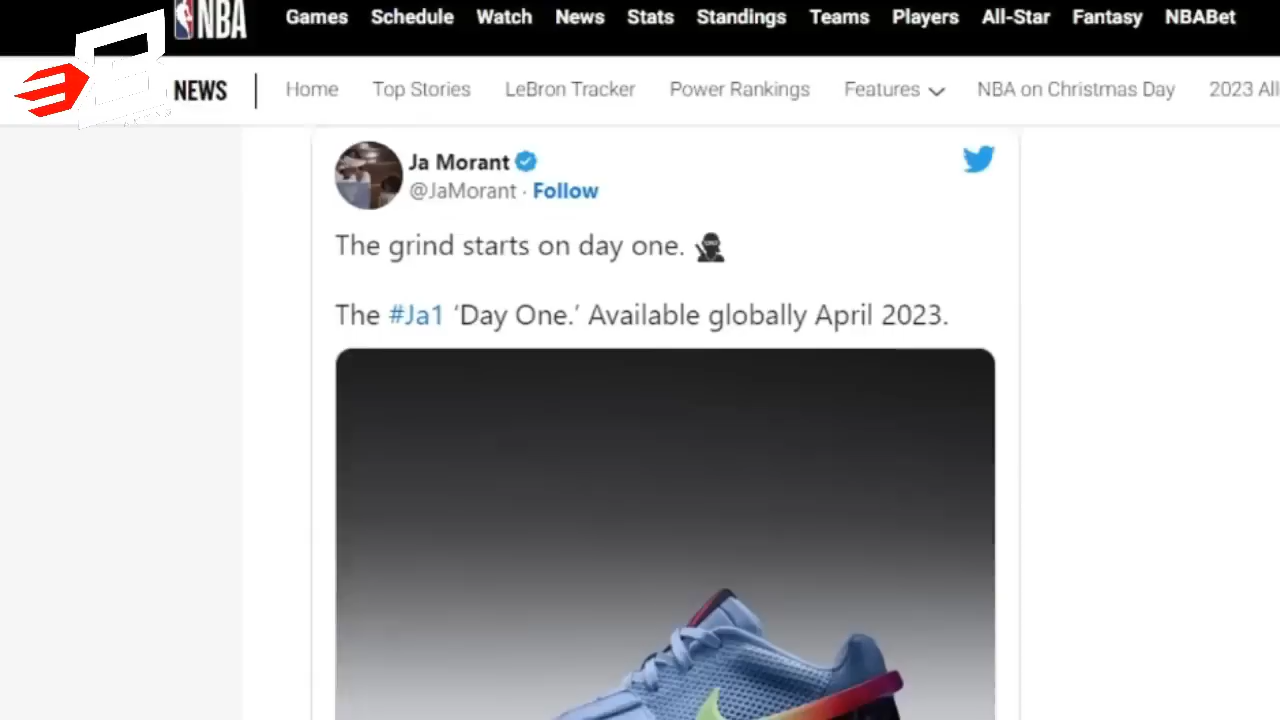 NBA Games Schedule Watch News Stats Standings Teams Players All-Star Fantasy NBABet
NEWS Home Top Stories LeBron Tracker Power Rankings Features NBA on Christmas Day 2023 All
Ja Morant
@JaMorant · Follow
The grind starts on day one.
The #Ja1 ‘Day One.’ Available globally April 2023.